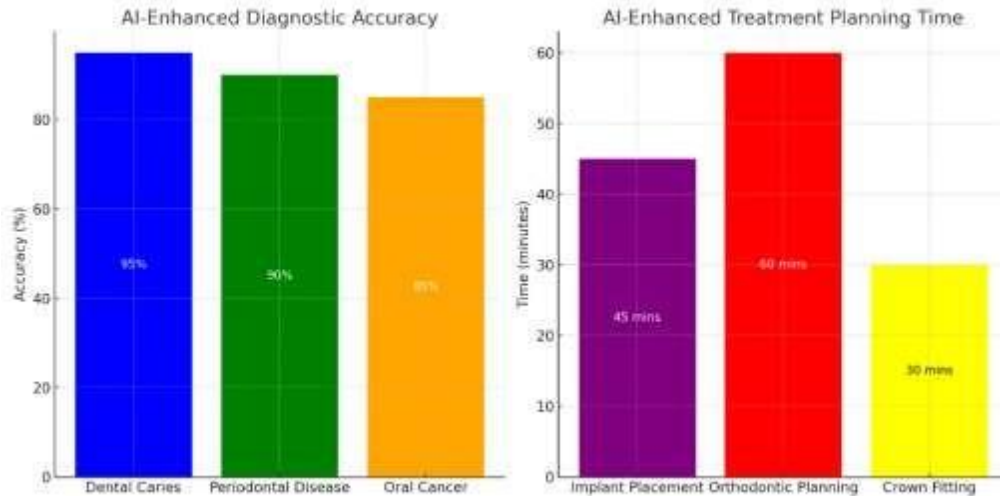 AI-Enhanced Diagnostic Accuracy
Accuracy (%)
80
60
40
20
0
95%
90%
85%
Dental Caries
Periodontal Disease
Oral Cancer
AI-Enhanced Treatment Planning Time
Time (minutes)
60
50
40
30
20
10
0
45 mins
60 mins
30 mins
Implant Placement
Orthodontic Planning
Crown Fitting